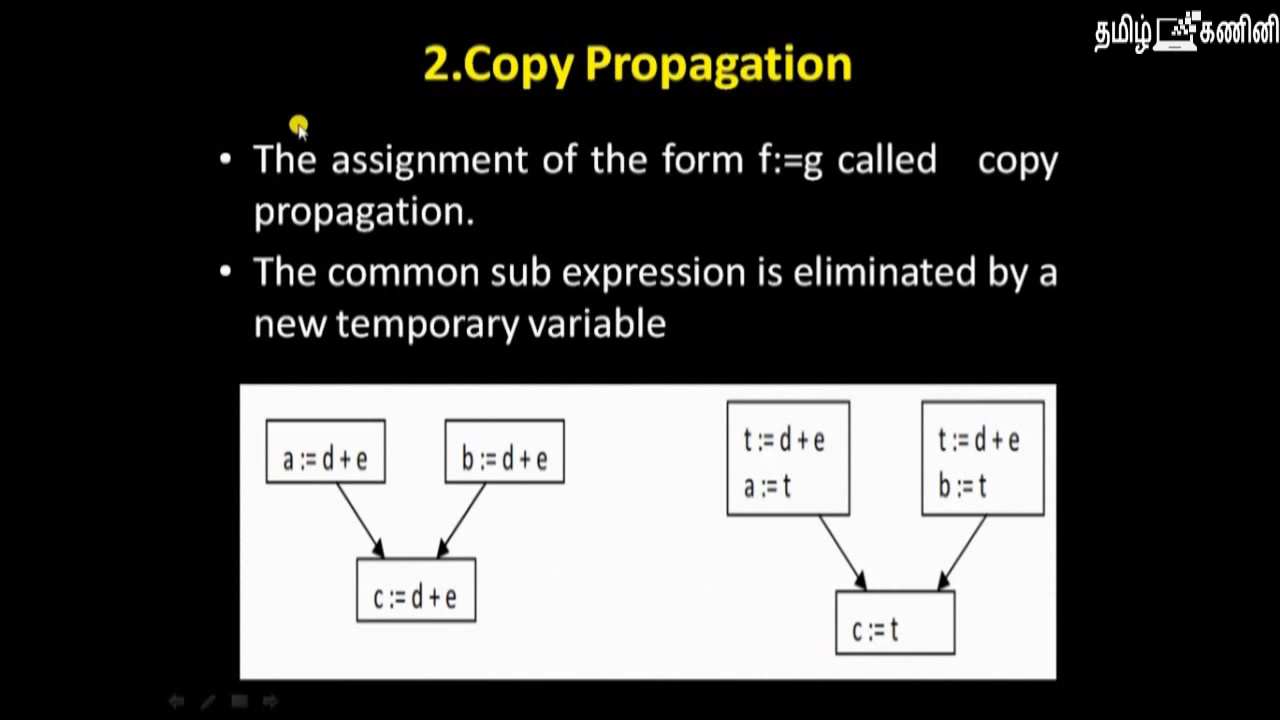 தமிழ் கணினி
2.Copy Propagation
• The assignment of the form f:=g called copy
propagation.
• The common sub expression is eliminated by a
new temporary variable
a := d + e
b := d + e
c := d + e
t := d + e
a := t
t := d + e
b := t
c := t